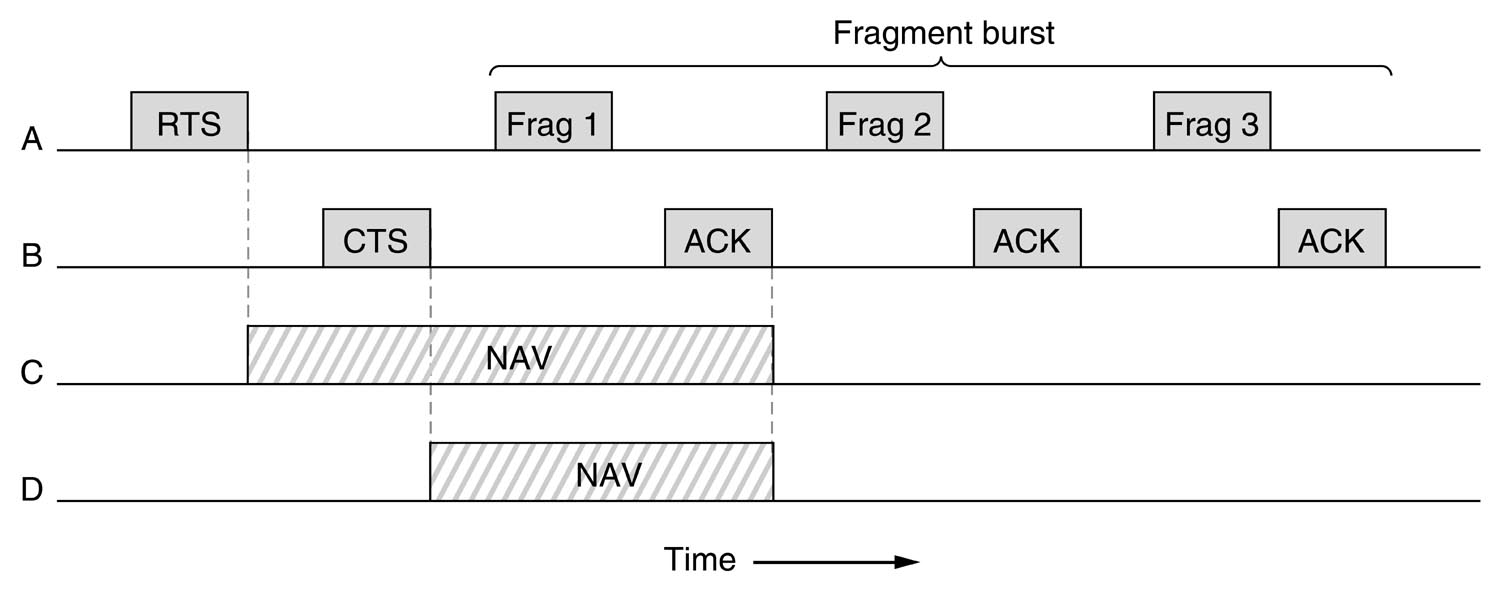 Fragment burst
A RTS Frag 1 Frag 2 Frag 3
B CTS ACK ACK ACK
C NAV
D NAV
Time